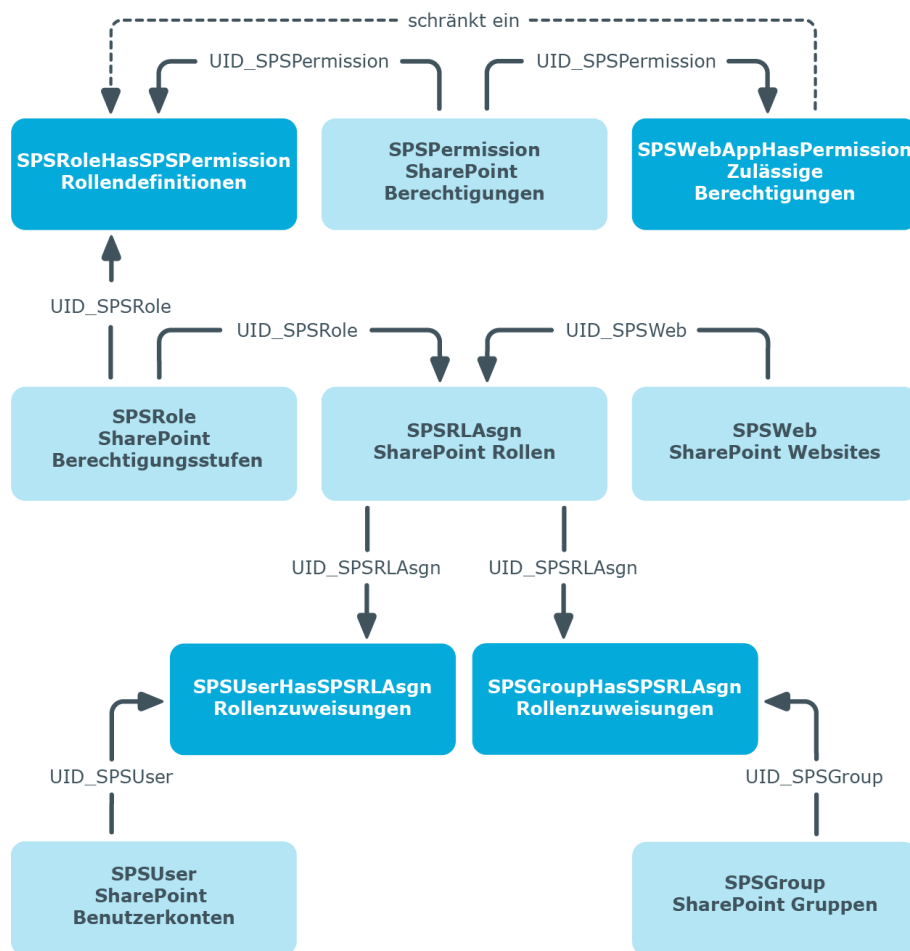 schränkt ein
UID_SPSPermission
UID_SPSPermission
SPSRoleHasSPSPermission
Rollendefinitionen
SPSPermission
SharePoint
Berechtigungen
SPSWebAppHasPermission
Zulässige
Berechtigungen
UID_SPSRole
UID_SPSRole
UID_SPSWeb
SPSRole
SharePoint
Berechtigungsstufen
SPSRLAsgn
SharePoint Rollen
SPSWeb
SharePoint Websites
UID_SPSRLAsgn
UID_SPSRLAsgn
SPSUserHasSPSRLAsgn
Rollenzuweisungen
SPSGroupHasSPSRLAsgn
Rollenzuweisungen
UID_SPSUser
UID_SPSGroup
SPSUser
SharePoint
Benutzerkonten
SPSGroup
SharePoint Gruppen